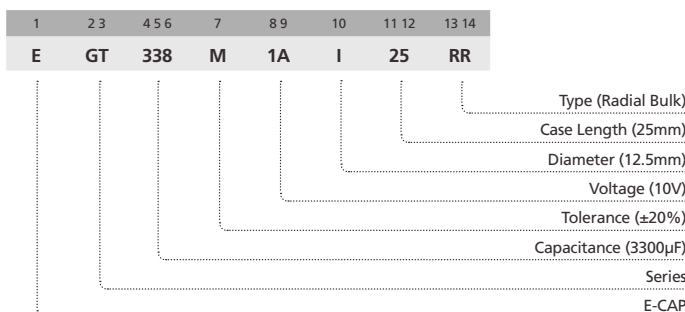 1 2 3 4 5 6 7 8 9 10 11 12 13 14
E GT 338 M 1A I 25 RR
Type (Radial Bulk)
Case Length (25mm)
Diameter (12.5mm)
Voltage (10V)
Tolerance (±20%)
Capacitance (3300µF)
Series
E-CAP